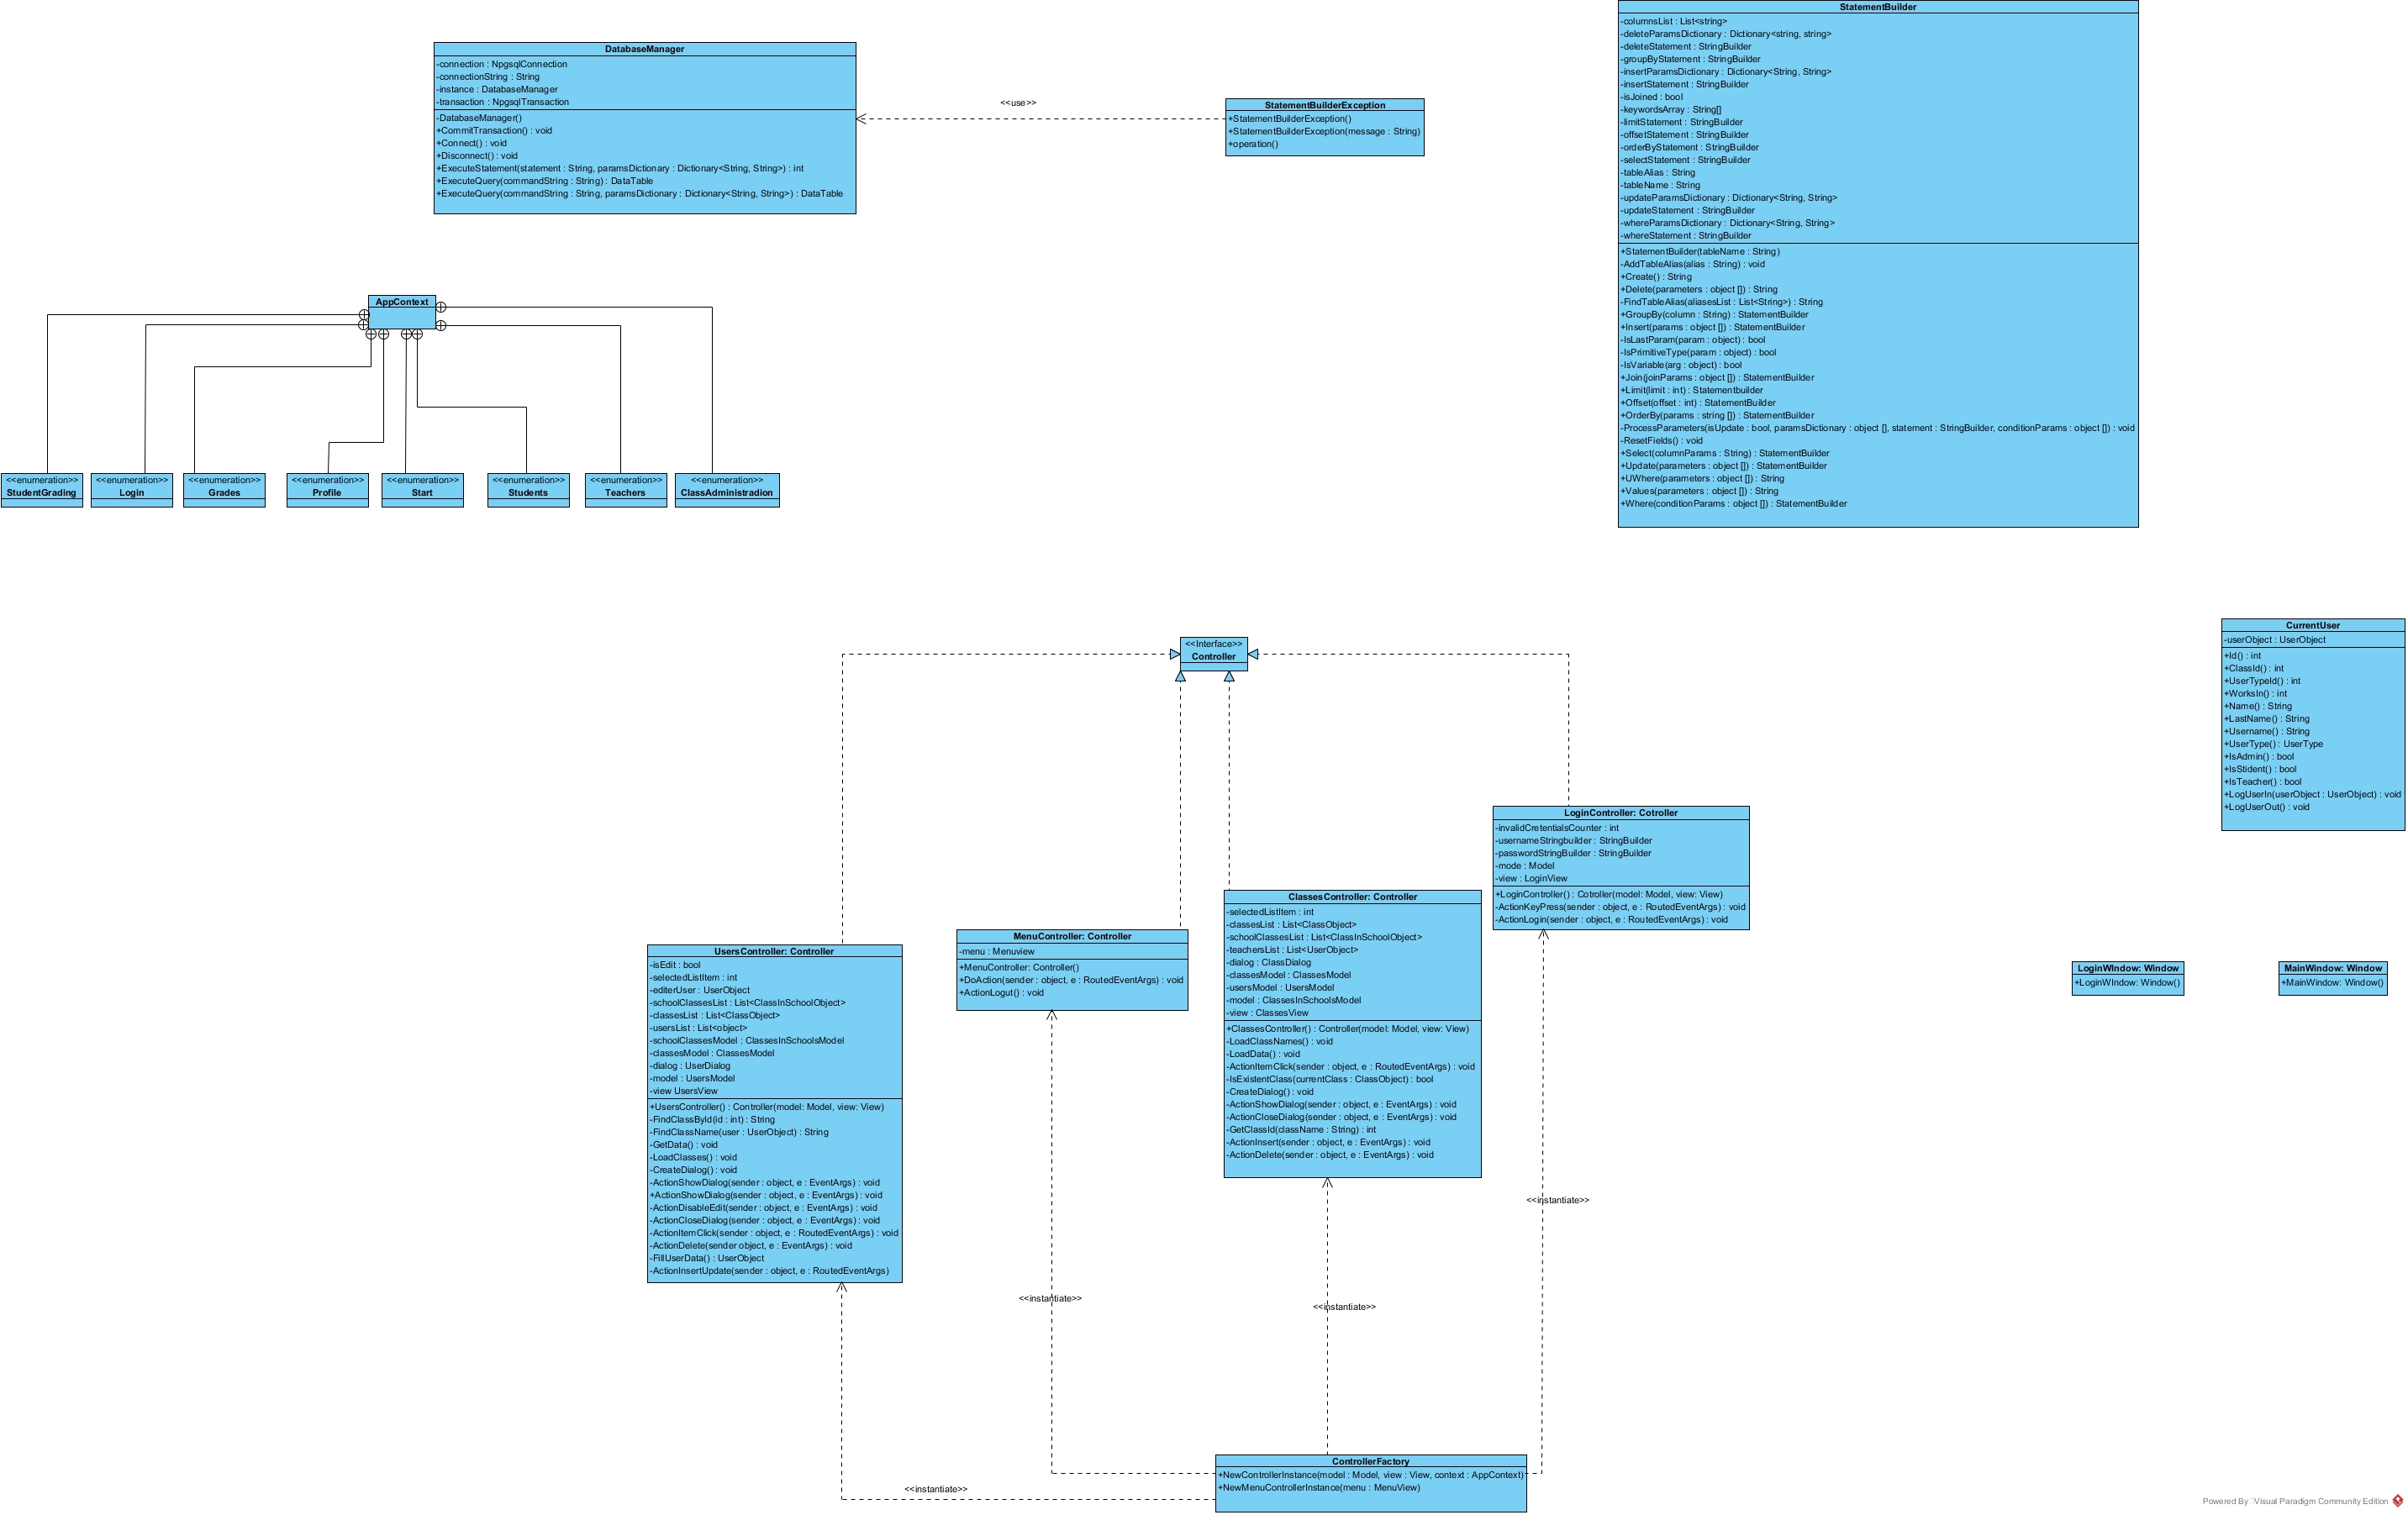 DatabaseManager
-connection : NpgsqlConnection
-connectionString : String
-instance : DatabaseManager
-transaction : NpgsqlTransaction
-DatabaseManager()
+CommitTransaction() : void
+Connect() : void
+Disconnect() : void
+ExecuteStatement(statement : String, paramsDictionary : Dictionary<String, String>) : int
+ExecuteQuery(commandString : String) : DataTable
+ExecuteQuery(commandString : String, paramsDictionary : Dictionary<String, String>) : DataTable
<<use>>
StatementBuilderException
+StatementBuilderException()
+StatementBuilderException(message : String)
+operation()
StatementBuilder
-columnsList : List<string>
-deleteParamsDictionary : Dictionary<string, string>
-deleteStatement : StringBuilder
-groupByStatement : StringBuilder
-insertParamsDictionary : Dictionary<String, String>
-insertStatement : StringBuilder
-isJoined : bool
-keywordsArray : String[]
-limitStatement : StringBuilder
-offsetStatement : StringBuilder
-orderByStatement : StringBuilder
-selectStatement : StringBuilder
-tableAlias : String
-tableName : String
-updateParamsDictionary : Dictionary<String, String>
-updateStatement : StringBuilder
-whereParamsDictionary : Dictionary<String, String>
-whereStatement : StringBuilder
+StatementBuilder(tableName : String)
-AddTableAlias(alias : String) : void
+Create() : String
+Delete(parameters : object []) : String
-FindTableAlias(aliasesList : List<String>) : String
+GroupBy(column : String) : StatementBuilder
+Insert(params : object []) : StatementBuilder
-IsLastParam(param : object) : bool
-IsPrimitiveType(param : object) : bool
-IsVariable(arg : object) : bool
+Join(joinParams : object []) : StatementBuilder
+Limit(limit : int) : Statementbuilder
+Offset(offset : int) : StatementBuilder
+OrderBy(params : string []) : StatementBuilder
-ProcessParameters(isUpdate : bool, paramsDictionary : object [], statement : StringBuilder, conditionParams : object []) : void
-ResetFields() : void
+Select(columnParams : String) : StatementBuilder
+Update(parameters : object []) : StatementBuilder
+UWhere(parameters : object []) : String
+Values(parameters : object []) : String
+Where(conditionParams : object []) : StatementBuilder
AppContext
<<enumeration>>
StudentGrading
<<enumeration>>
Login
<<enumeration>>
Grades
<<enumeration>>
Profile
<<enumeration>>
Start
<<enumeration>>
Students
<<enumeration>>
Teachers
<<enumeration>>
ClassAdministradion
<<Interface>>
Controller
CurrentUser
-userObject : UserObject
+Id() : int
+ClassId() : int
+UserTypeId() : int
+WorksIn() : int
+Name() : String
+LastName() : String
+Username() : String
+UserType() : UserType
+IsAdmin() : bool
+IsStident() : bool
+IsTeacher() : bool
+LogUserIn(userObject : UserObject) : void
+LogUserOut() : void
LoginController: Cotroller
-invalidCretentialsCounter : int
-usernameStringbuilder : StringBuilder
-passwordStringBuilder : StringBuilder
-mode : Model
-view : LoginView
+LoginController() : Cotroller(model: Model, view: View)
-ActionKeyPress(sender : object, e : RoutedEventArgs) : void
-ActionLogin(sender : object, e : RoutedEventArgs) : void
ClassesController: Controller
-selectedListItem : int
-classesList : List<ClassObject>
-schoolClassesList : List<ClassInSchoolObject>
-teachersList : List<UserObject>
-dialog : ClassDialog
-classesModel : ClassesModel
-usersModel : UsersModel
-model : ClassesInSchoolsModel
-view : ClassesView
+ClassesController() : Controller(model: Model, view: View)
-LoadClassNames() : void
-LoadData() : void
-ActionItemClick(sender : object, e : RoutedEventArgs) : void
-IsExistentClass(currentClass : ClassObject) : bool
-CreateDialog() : void
-ActionShowDialog(sender : object, e : EventArgs) : void
-ActionCloseDialog(sender : object, e : EventArgs) : void
-GetClassId(className : String) : int
-ActionInsert(sender : object, e : EventArgs) : void
-ActionDelete(sender : object, e : EventArgs) : void
MenuController: Controller
-menu : Menuview
+MenuController: Controller()
+DoAction(sender : object, e : RoutedEventArgs) : void
+ActionLogut() : void
UsersController: Controller
-isEdit : bool
-selectedListItem : int
-editerUser : UserObject
-schoolClassesList : List<ClassInSchoolObject>
-classesList : List<ClassObject>
-usersList : List<object>
-schoolClassesModel : ClassesInSchoolsModel
-classesModel : ClassesModel
-dialog : UserDialog
-model : UsersModel
-view UsersView
+UsersController() : Controller(model: Model, view: View)
-FindClassById(id : int) : String
-FindClassName(user : UserObject) : String
-GetData() : void
-LoadClasses() : void
-CreateDialog() : void
-ActionShowDialog(sender : object, e : EventArgs) : void
+ActionShowDialog(sender : object, e : EventArgs) : void
-ActionDisableEdit(sender : object, e : EventArgs) : void
-ActionCloseDialog(sender : object, e : EventArgs) : void
-ActionItemClick(sender : object, e : RoutedEventArgs) : void
-ActionDelete(sender object, e : EventArgs) : void
-FillUserData() : UserObject
-ActionInsertUpdate(sender : object, e : RoutedEventArgs)
LoginWIndow: Window
+LoginWIndow: Window()
MainWindow: Window
+MainWindow: Window()
<<instantiate>>
<<instantiate>>
<<instantiate>>
<<instantiate>>
ControllerFactory
+NewControllerInstance(model : Model, view : View, context : AppContext)
+NewMenuControllerInstance(menu : MenuView)
Powered By Visual Paradigm Community Edition